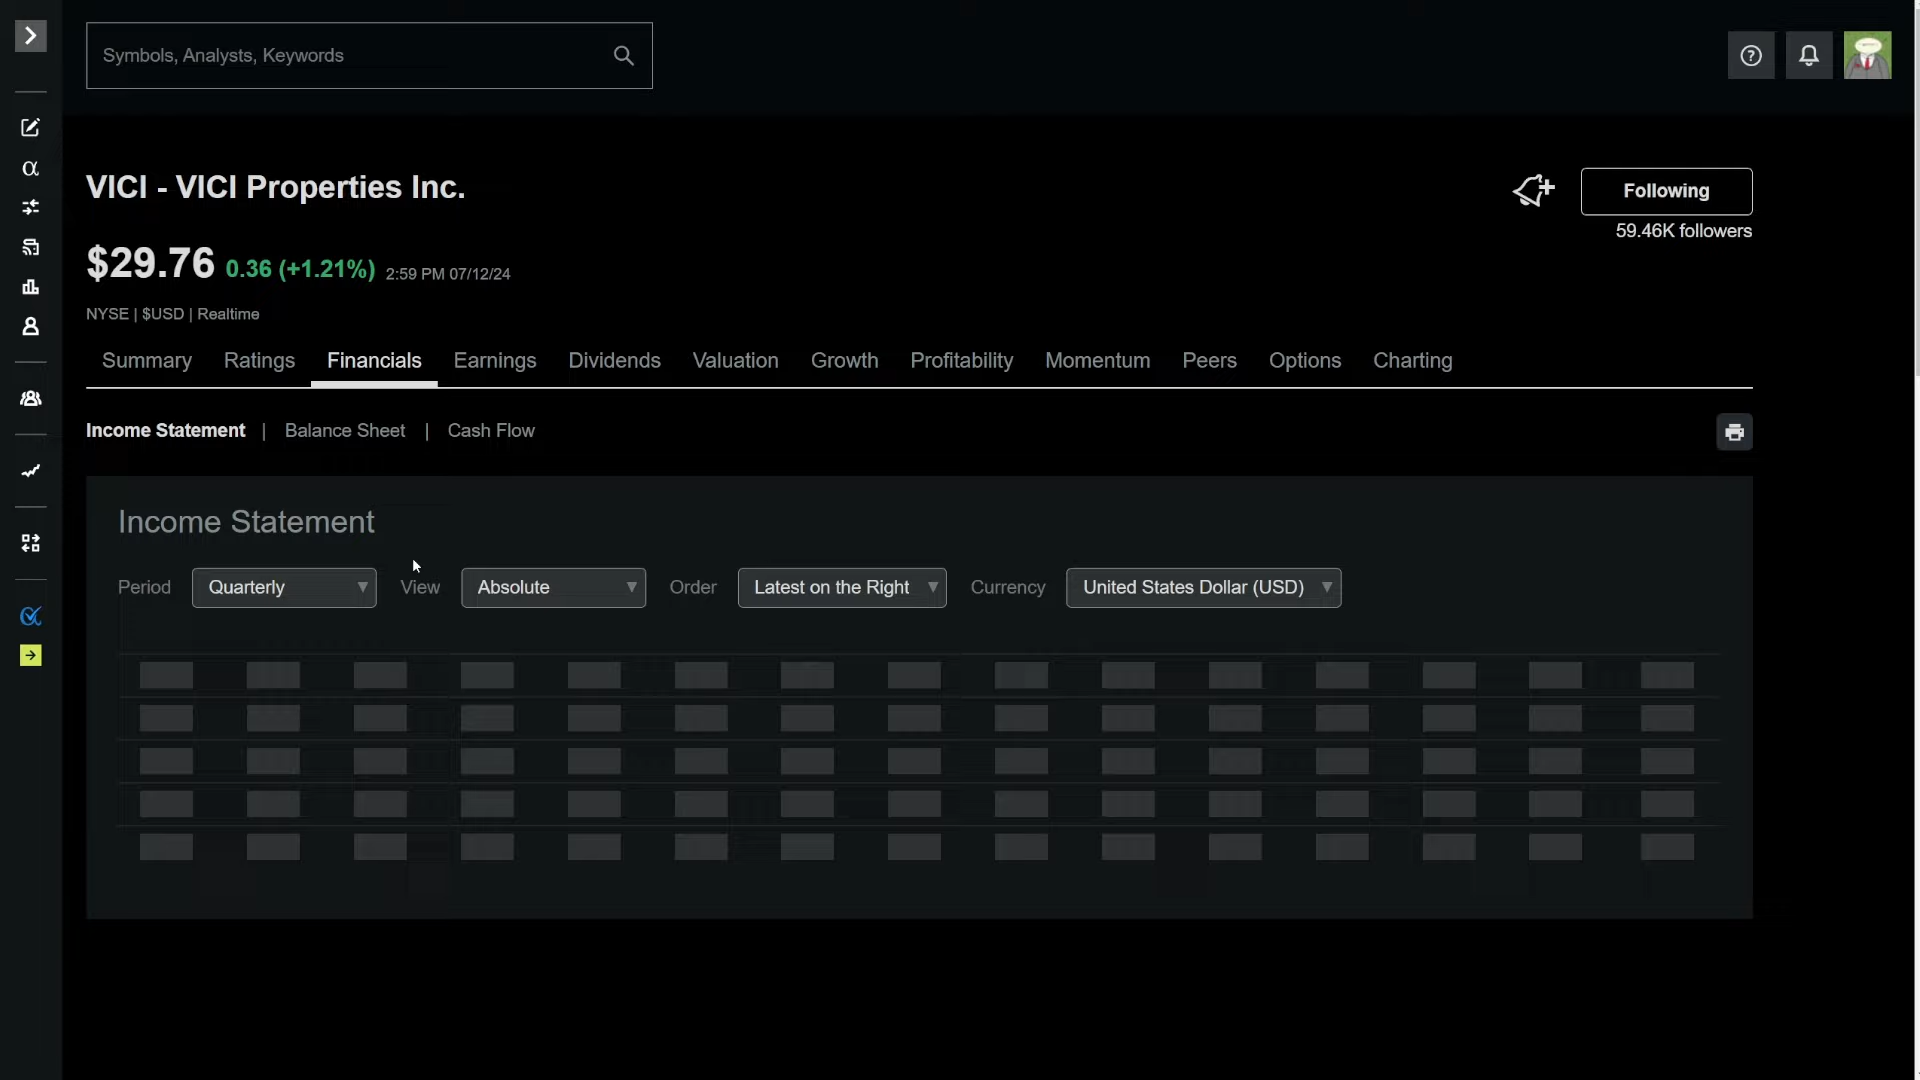 Symbols, Analysts, Keywords
VICI - VICI Properties Inc.
Following
59.46K followers
$29.76 0.36 (+1.21%) 2:59 PM 07/12/24
NYSE | $USD | Realtime
Summary Ratings Financials Earnings Dividends Valuation Growth Profitability Momentum Peers Options Charting
Income Statement | Balance Sheet | Cash Flow
Income Statement
Period Quarterly View Absolute Order Latest on the Right Currency United States Dollar (USD)